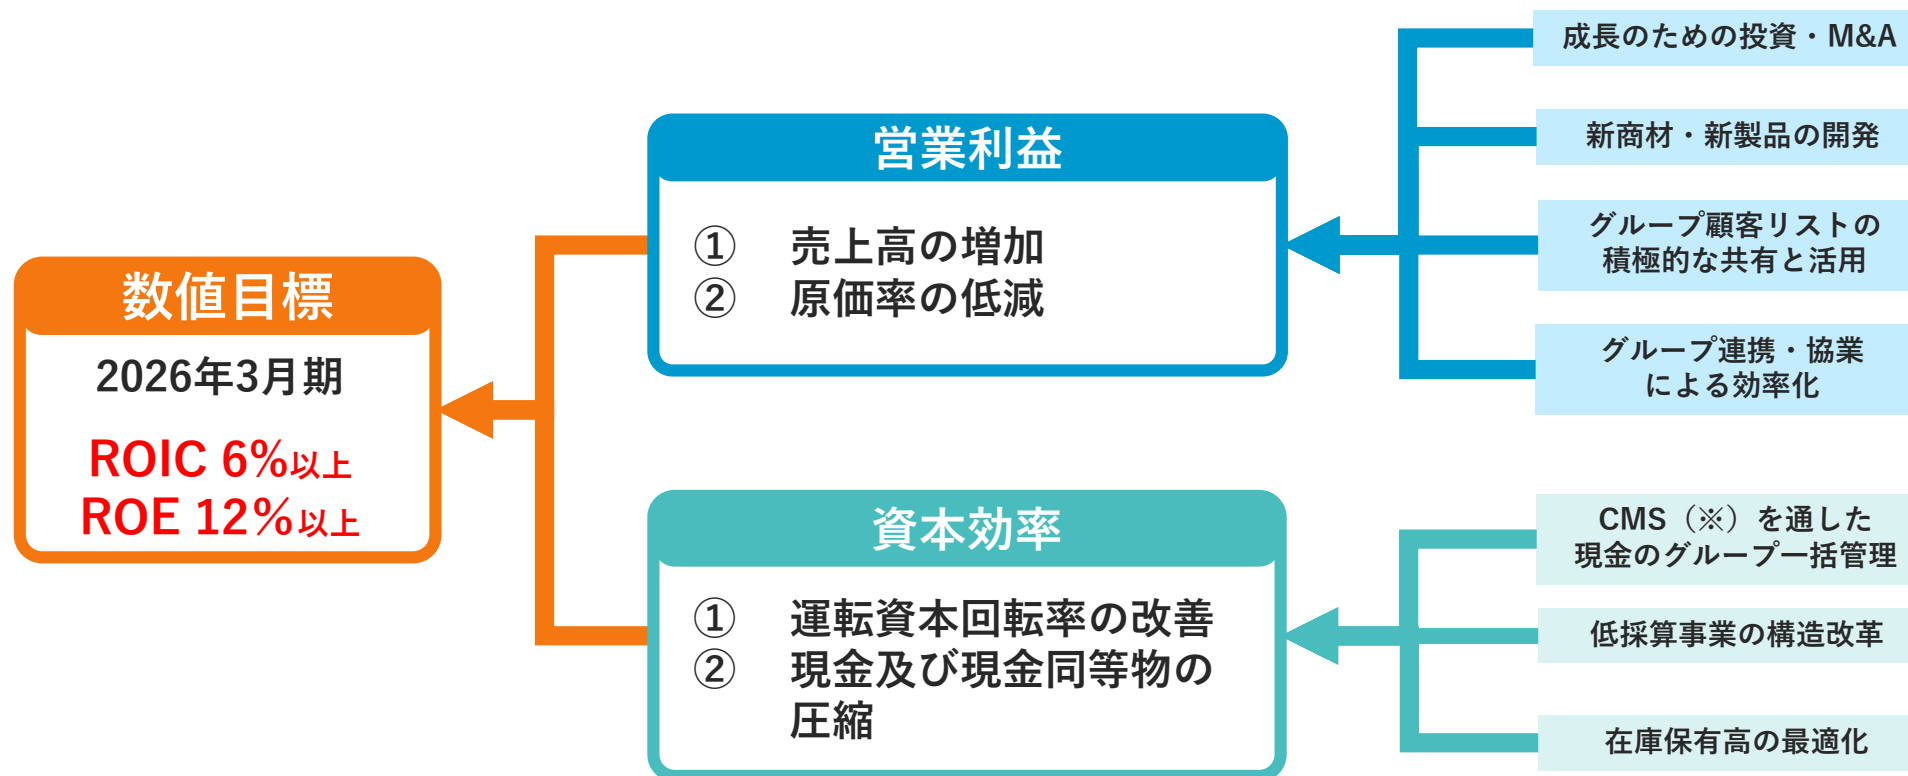 数値目標
2026年3月期
ROIC 6%以上
ROE 12%以上
営業利益
① 売上高の増加
② 原価率の低減
資本効率
① 運転資本回転率の改善
② 現金及び現金同等物の
圧縮
成長のための投資・M&A
新商材・新製品の開発
グループ顧客リストの
積極的な共有と活用
グループ連携・協業
による効率化
CMS（※）を通した
現金のグループ一括管理
低採算事業の構造改革
在庫保有高の最適化